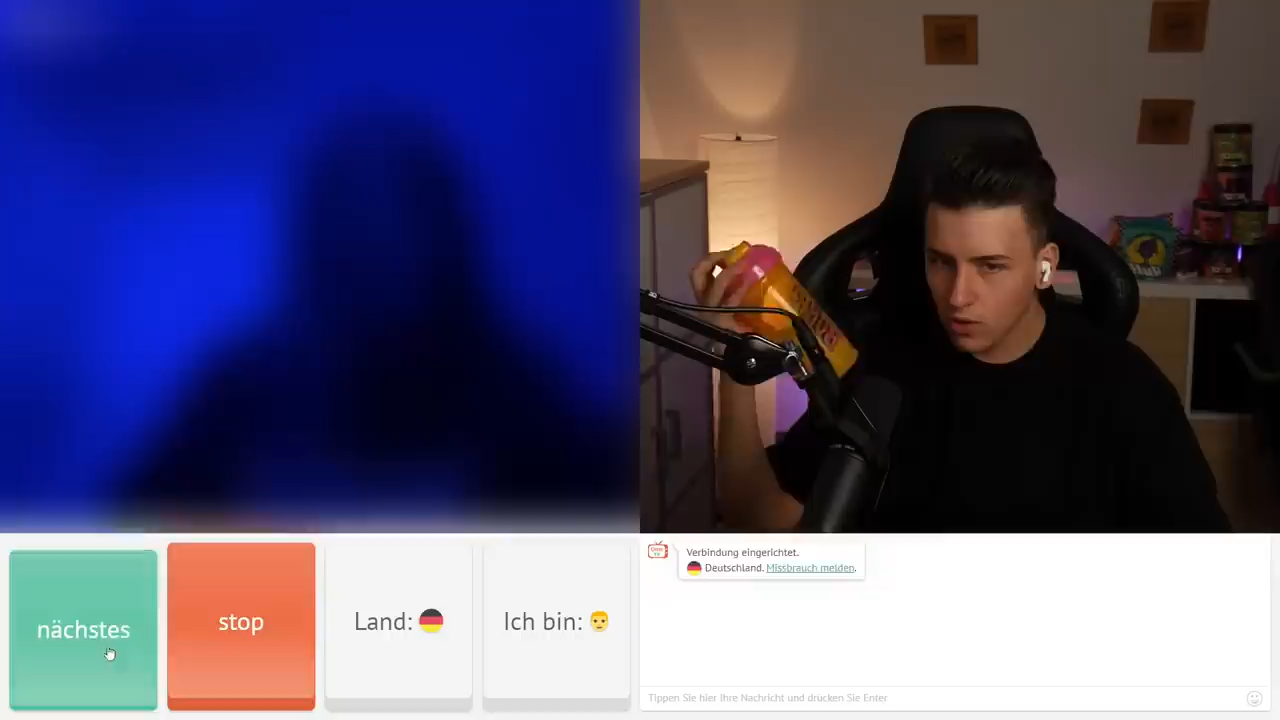 Verbindung eingerichtet.
Deutschland. Missbrauch melden.
nächstes
stop
Land:
Ich bin:
Tippen Sie hier Ihre Nachricht und drücken Sie Enter